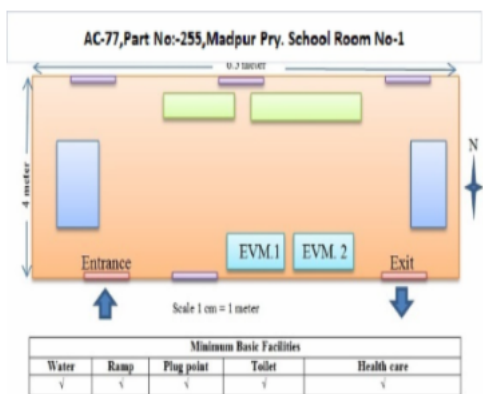 AC-77,Part No:-255,Madpur Pry. School Room No-1
meter
4 meter
N
EVM.1 EVM. 2
Entrance Exit
Scale 1 cm = 1 meter
Minimum Basic Facilities
Water Ramp Plug point Toilet Health care
√ √ √ √ √